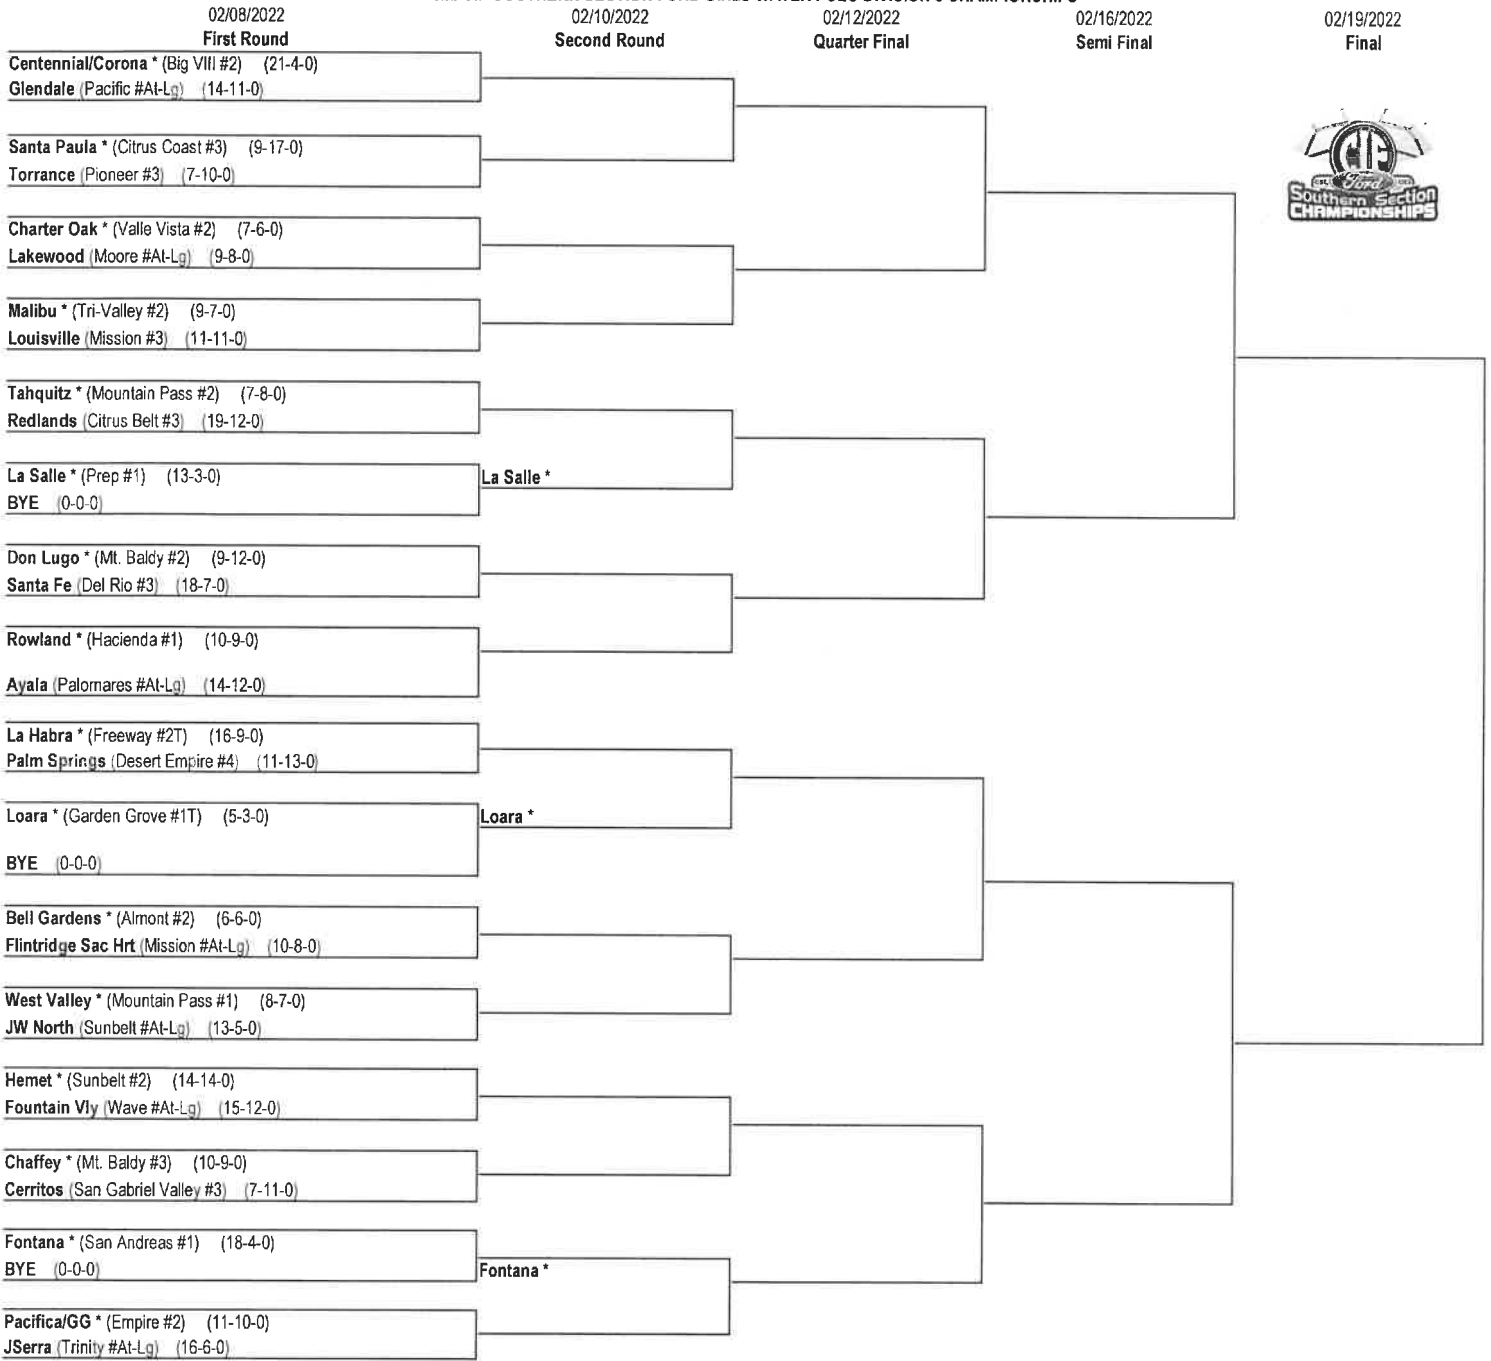 02/08/2022 02/10/2022 02/12/2022 02/16/2022 02/19/2022
First Round Second Round Quarter Final Semi Final Final
Centennial/Corona * (Big VIII #2) (21-4-0)
Glendale (Pacific #At-Lg) (14-11-0)
Santa Paula * (Citrus Coast #3) (9-17-0)
Torrance (Pioneer #3) (7-10-0)
Charter Oak * (Valle Vista #2) (7-6-0)
Lakewood (Moore #At-Lg) (9-8-0)
Malibu * (Tri-Valley #2) (9-7-0)
Louisville (Mission #3) (11-11-0)
Tahquitz * (Mountain Pass #2) (7-8-0)
Redlands (Citrus Belt #3) (19-12-0)
La Salle * (Prep #1) (13-3-0) La Salle *
BYE (0-0-0)
Don Lugo * (Mt. Baldy #2) (9-12-0)
Santa Fe (Del Rio #3) (18-7-0)
Rowland * (Hacienda #1) (10-9-0)
Ayala (Palomares #At-Lg) (14-12-0)
La Habra * (Freeway #2T) (16-9-0)
Palm Springs (Desert Empire #4) (11-13-0)
Loara * (Garden Grove #1T) (5-3-0) Loara *
BYE (0-0-0)
Bell Gardens * (Almont #2) (6-6-0)
Flintridge Sac Hrt (Mission #At-Lg) (10-8-0)
West Valley * (Mountain Pass #1) (8-7-0)
JW North (Sunbelt #At-Lg) (13-5-0)
Hemet * (Sunbelt #2) (14-14-0)
Fountain Vly (Wave #At-Lg) (15-12-0)
Chaffey * (Mt. Baldy #3) (10-9-0)
Cerritos (San Gabriel Valley #3) (7-11-0)
Fontana * (San Andreas #1) (18-4-0)
BYE (0-0-0) Fontana *
Pacifica/GG * (Empire #2) (11-10-0)
JSerra (Trinity #At-Lg) (16-6-0)
CIF
Ford
Southern Section
CHAMPIONSHIPS